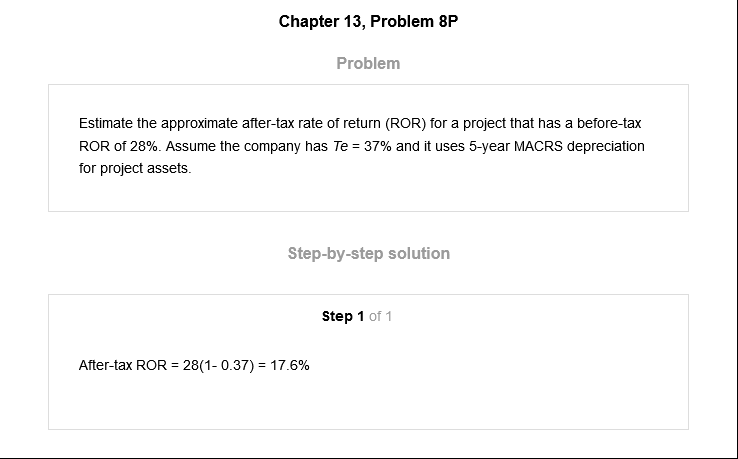 Chapter 13, Problem 8P
Problem
Estimate the approximate after-tax rate of return (ROR) for a project that has a before-tax
ROR of 28%. Assume the company has Te = 37% and it uses 5-year MACRS depreciation
for project assets.
Step-by-step solution
Step 1 of 1
After-tax ROR = 28(1- 0.37) = 17.6%